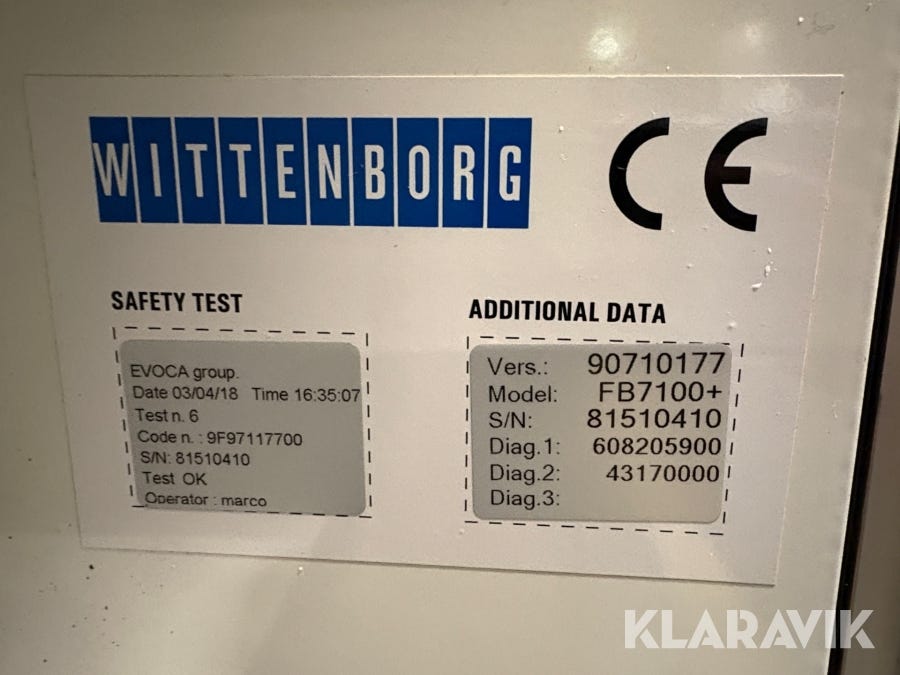 WITTENBORG
CE
SAFETY TEST
EVOCA group.
Date 03/04/18 Time 16:35:07
Test n. 6
Code n. : 9F97117700
S/N: 81510410
Test OK
Operator : marco
ADDITIONAL DATA
Vers.: 90710177
Model: FB7100+
S/N: 81510410
Diag.1: 608205900
Diag.2: 43170000
Diag.3:
KLARAVIK